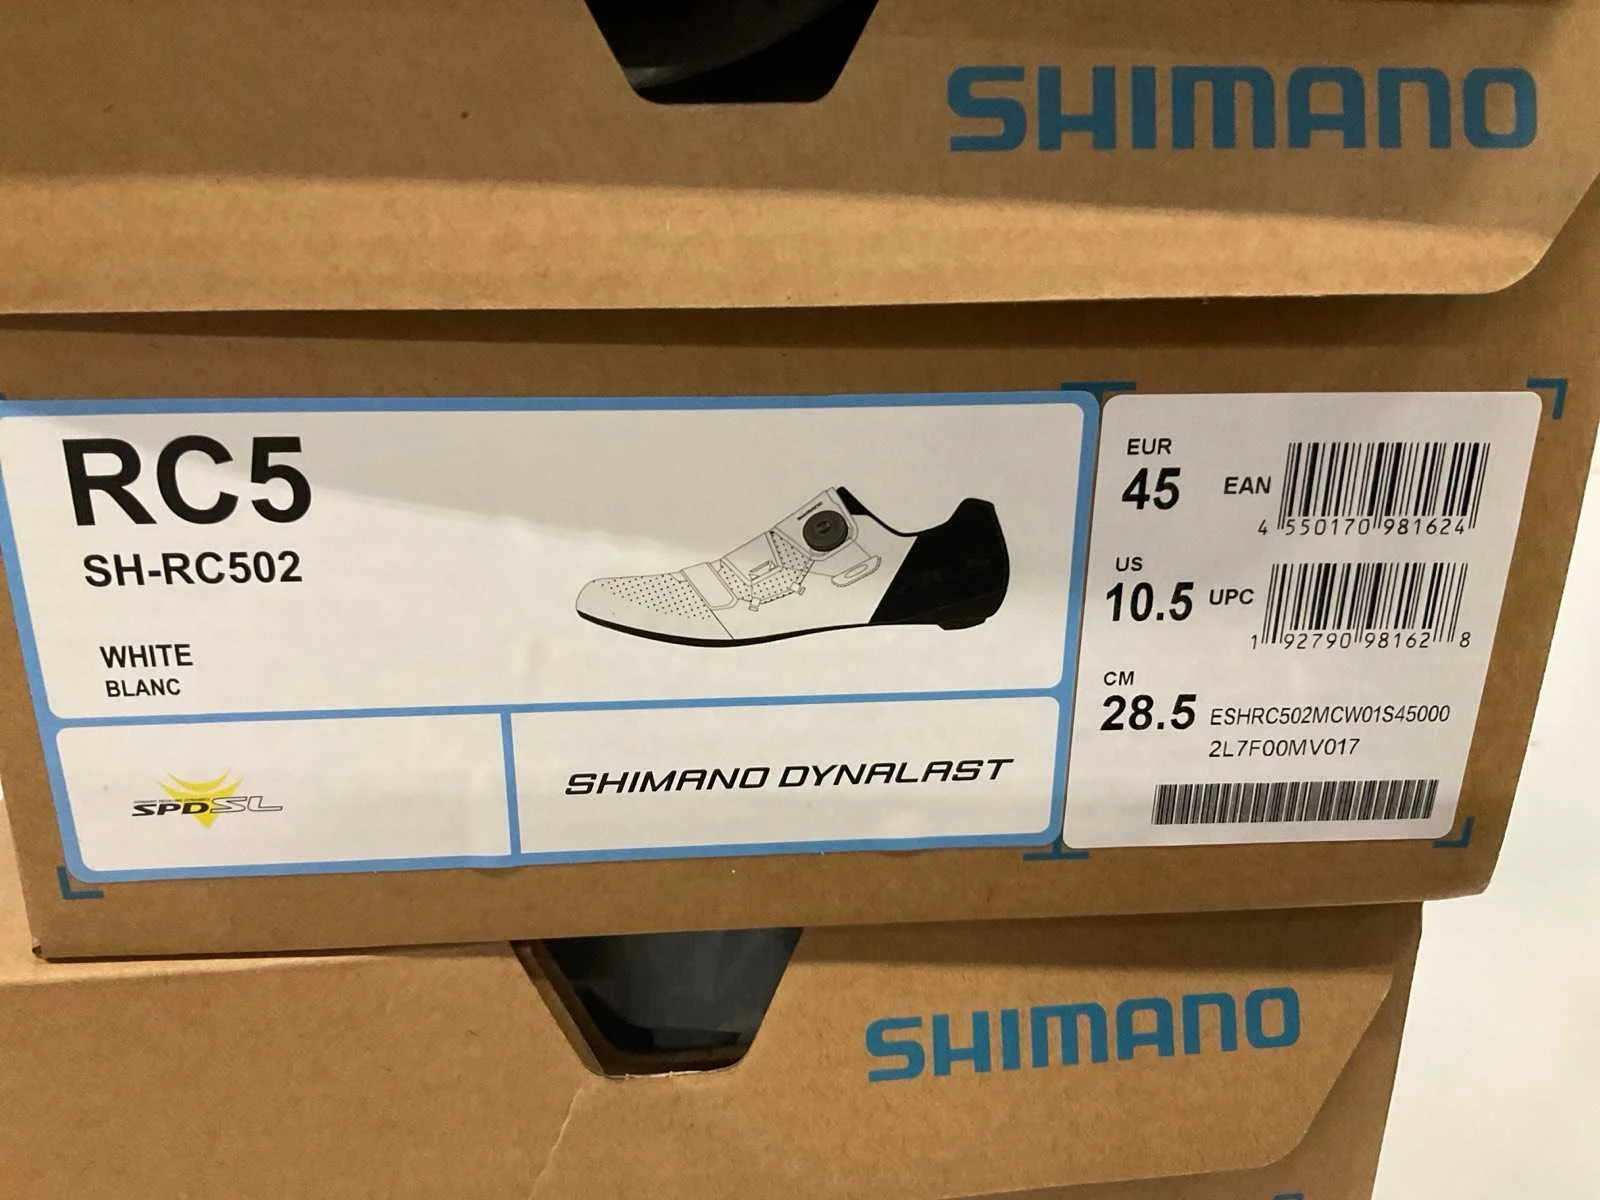 SHIMANO
RC5
SH-RC502
WHITE
BLANC
SPD-SL
SHIMANO DYNALAST
EUR
45
EAN
4 550170 981624
US
10.5
UPC
1 92790 98162 8
CM
28.5
ESHRC502MCW01S45000
2L7F00MV017
SHIMANO